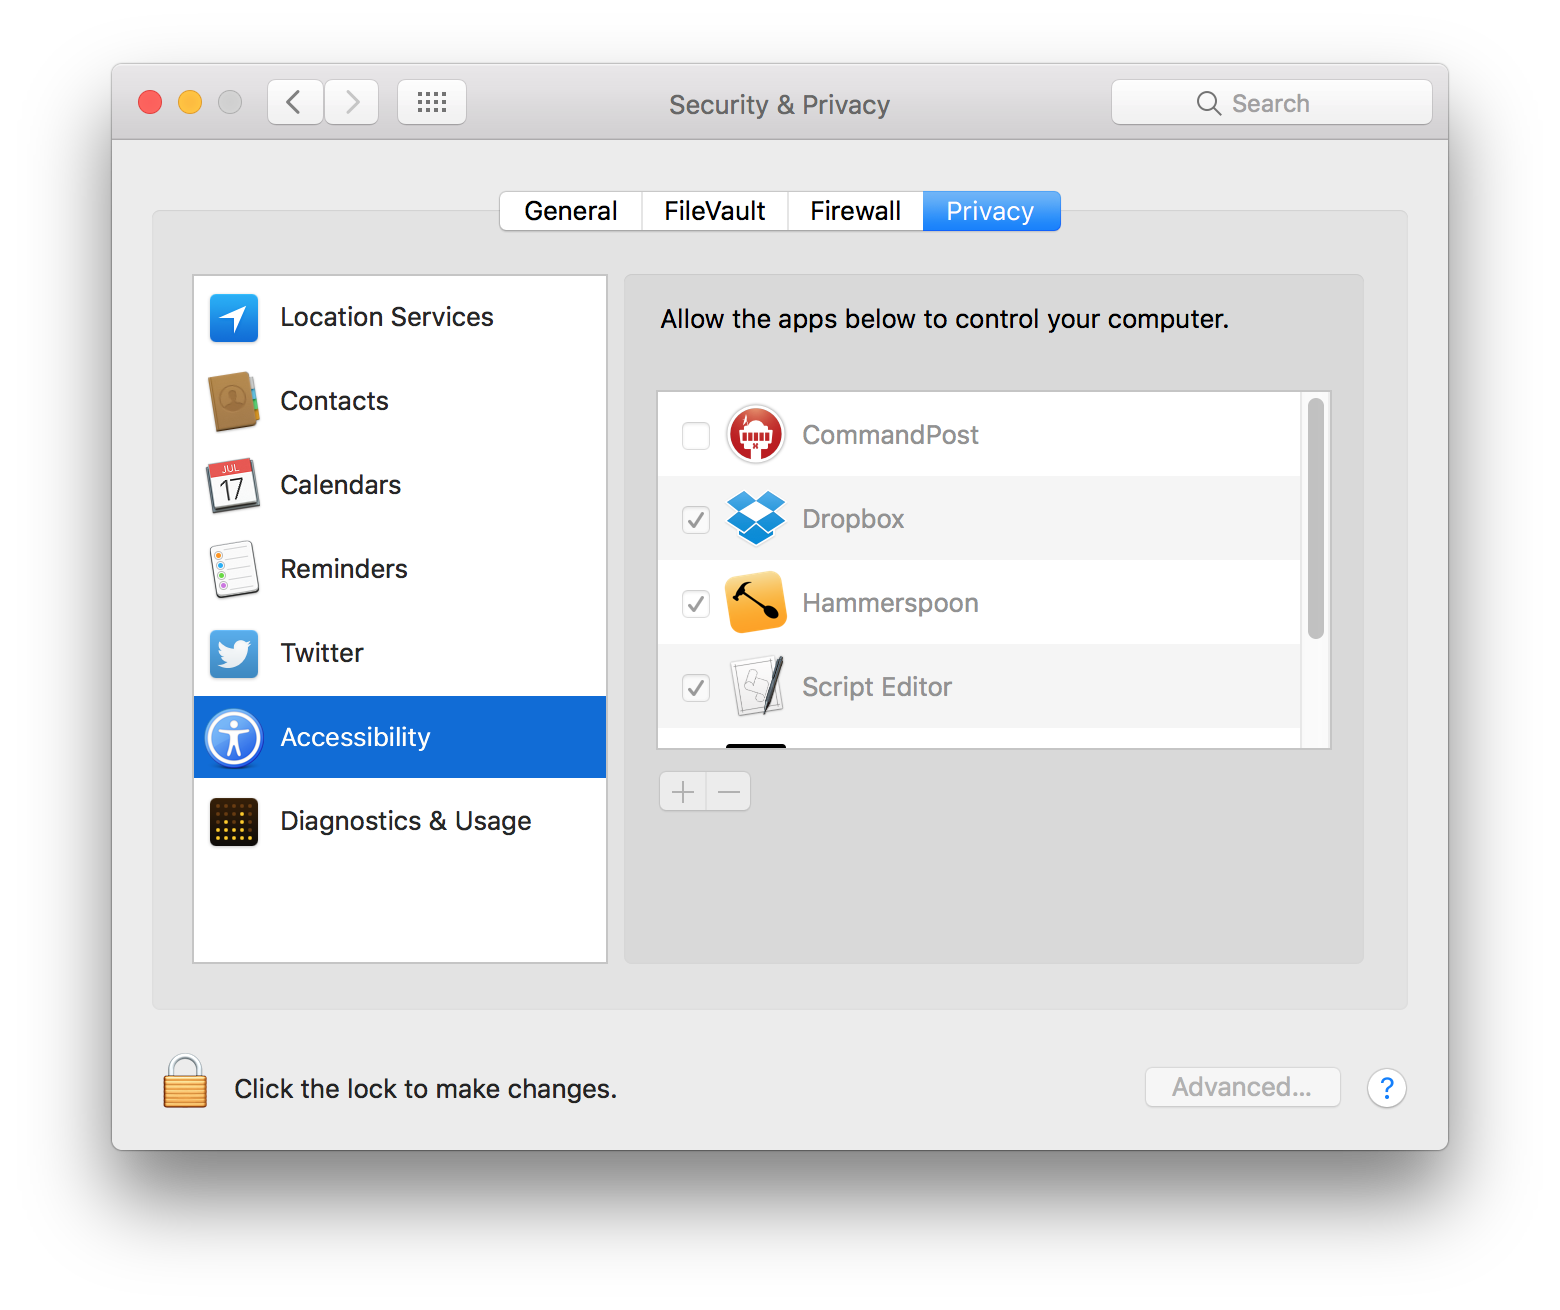 Security & Privacy
Search
General
FileVault
Firewall
Privacy
Location Services
Contacts
JUL
17
Calendars
Reminders
Twitter
Accessibility
Diagnostics & Usage
Allow the apps below to control your computer.
CommandPost
Dropbox
Hammerspoon
Script Editor
Click the lock to make changes.
Advanced...
?